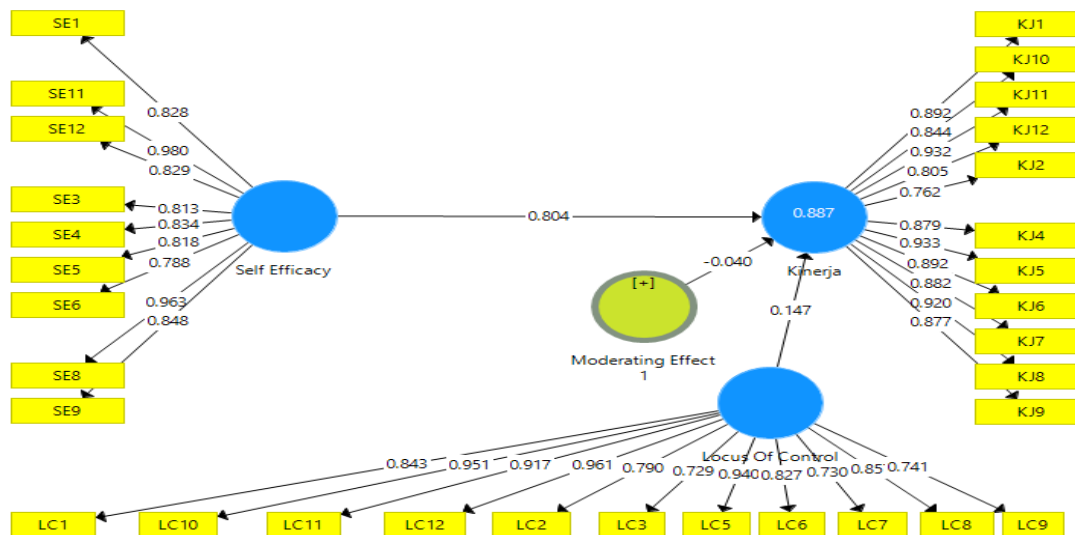 SE1
SE11
SE12
SE3
SE4
SE5
SE6
SE8
SE9
0.828
0.980
0.829
0.813
0.834
0.818
0.788
0.963
0.848
Self Efficacy
0.804
[+]
Moderating Effect
1
-0.040
0.887
Kinerja
0.147
0.892
0.844
0.932
0.805
0.762
0.879
0.933
0.892
0.882
0.920
0.877
KJ1
KJ10
KJ11
KJ12
KJ2
KJ4
KJ5
KJ6
KJ7
KJ8
KJ9
Locus Of Control
0.843
0.951
0.917
0.961
0.790
0.729
0.940
0.827
0.730
0.741
LC1
LC10
LC11
LC12
LC2
LC3
LC5
LC6
LC7
LC8
LC9